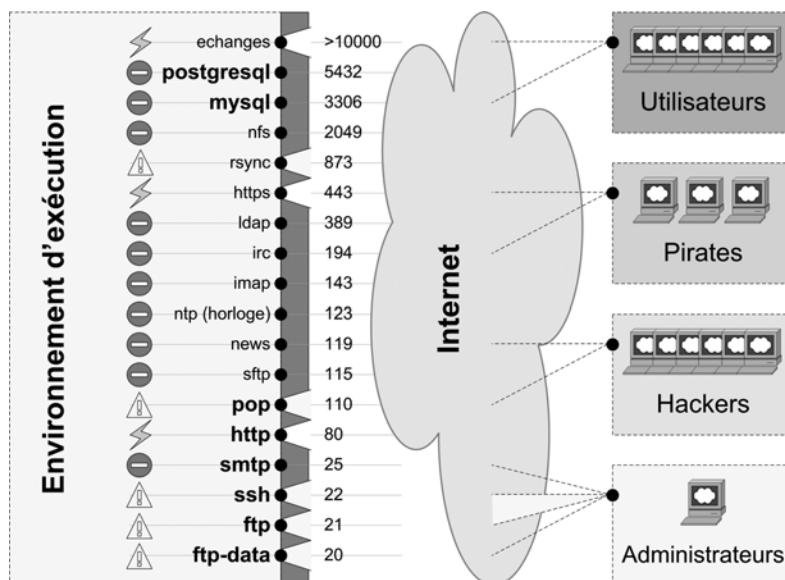 Environnement d'exécution
echanges >10000
postgresql 5432
mysql 3306
nfs 2049
rsync 873
https 443
ldap 389
irc 194
imap 143
ntp (horloge) 123
news 119
sftp 115
pop 110
http 80
smtp 25
ssh 22
ftp 21
ftp-data 20
Internet
Utilisateurs
Pirates
Hackers
Administrateurs